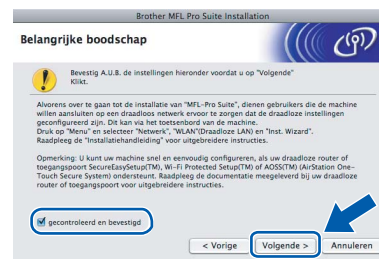 Brother MFL Pro Suite Installation
Belangrijke boodschap
Bevestig A.U.B. de instellingen hieronder voordat u op "Volgende"
Klikt.
Alvorens over te gaan tot de installatie van "MFL-Pro Suite", dienen gebruikers die de machine
willen aansluiten op een draadloos netwerk ervoor te zorgen dat de draadloze instellingen
geconfigureerd zijn. Dit kan via het toetsenbord van de machine.
Druk op "Menu" en selecteer "Netwerk", "WLAN"(Draadloze LAN) en "Inst. Wizard".
Raadpleeg de "Installatiehandleiding" voor uitgebreidere instructies.
Opmerking: U kunt uw machine snel en eenvoudig configureren, als uw draadloze router of
toegangspoort SecureEasySetup(TM), Wi-Fi Protected Setup(TM) of AOSS(TM) (AirStation One-
Touch Secure System) ondersteunt. Raadpleeg de documentatie meegeleverd bij uw draadloze
router of toegangspoort voor uitgebreidere instructies.
gecontroleerd en bevestigd
< Vorige
Volgende >
Annuleren